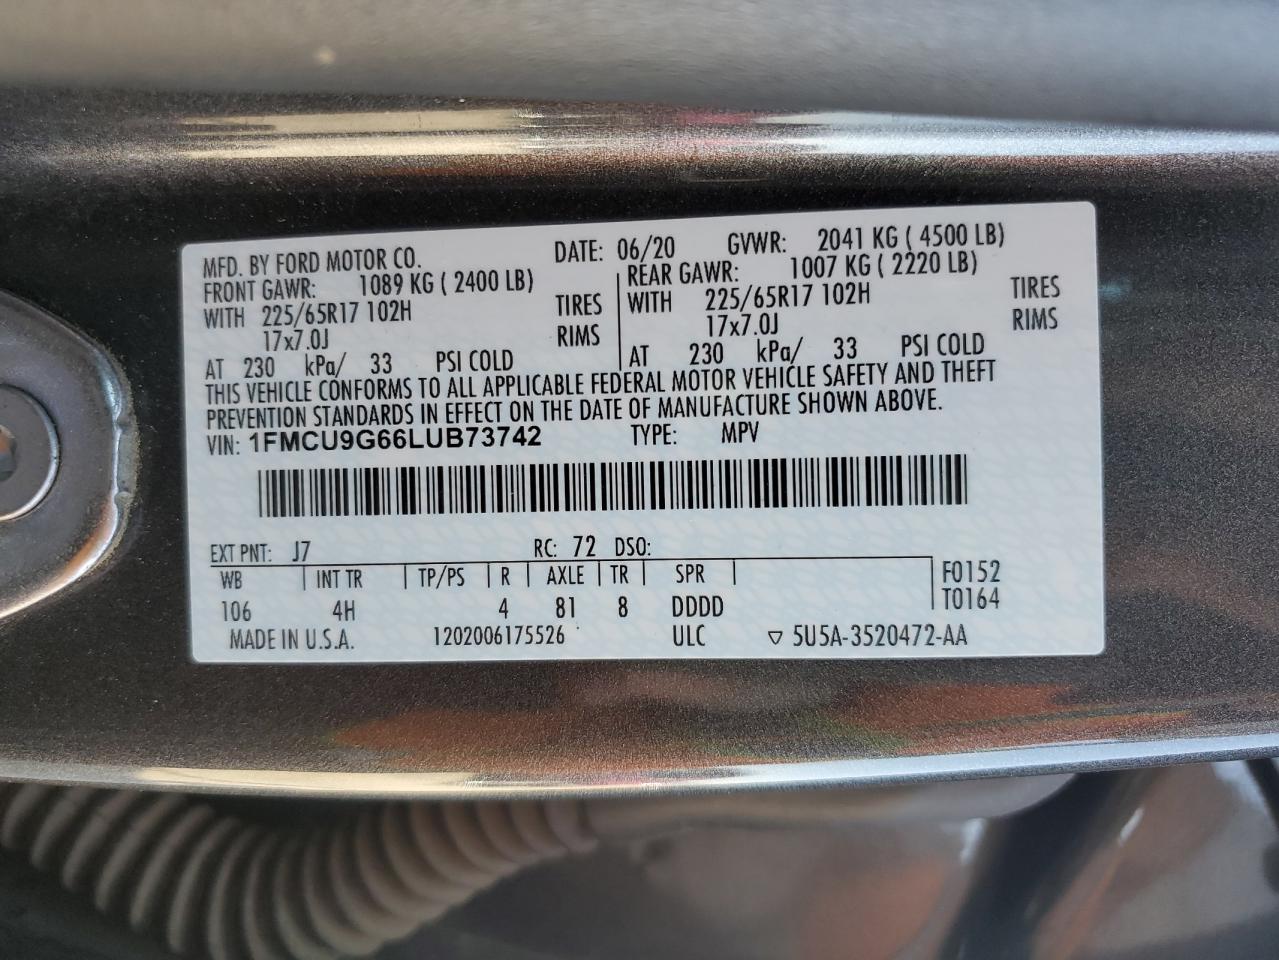 MFD. BY FORD MOTOR CO. DATE: 06/20 GVWR: 2041 KG ( 4500 LB)
FRONT GAWR: 1089 KG ( 2400 LB) REAR GAWR: 1007 KG ( 2220 LB)
WITH 225/65R17 102H TIRES WITH 225/65R17 102H TIRES
17x7.0J RIMS 17x7.0J RIMS
AT 230 kPa/ 33 PSI COLD AT 230 kPa/ 33 PSI COLD
THIS VEHICLE CONFORMS TO ALL APPLICABLE FEDERAL MOTOR VEHICLE SAFETY AND THEFT
PREVENTION STANDARDS IN EFFECT ON THE DATE OF MANUFACTURE SHOWN ABOVE.
VIN: 1FMCU9G66LUB73742 TYPE: MPV
EXT PNT: J7 RC: 72 DSO:
WB INT TR TP/PS R AXLE TR SPR F0152
106 4H 4 81 8 DDDD T0164
MADE IN U.S.A. 1202006175526 ULC ▽ 5U5A-3520472-AA